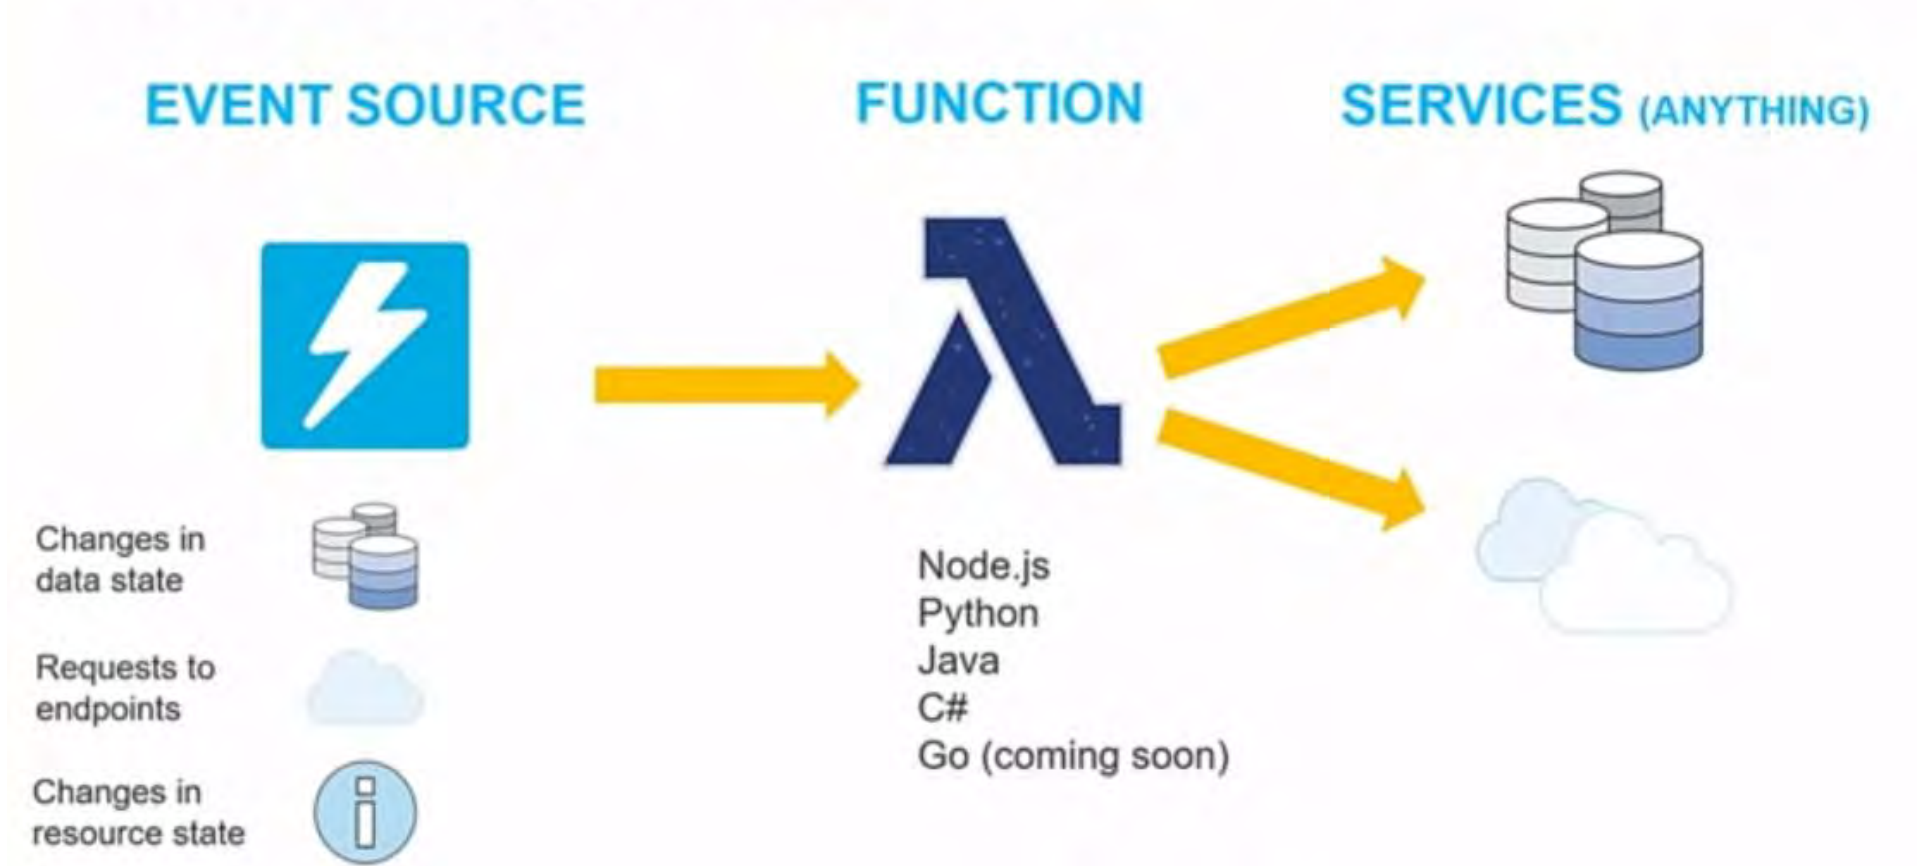 EVENT SOURCE
FUNCTION
SERVICES (ANYTHING)
Changes in
data state
Requests to
endpoints
Changes in
resource state
Node.js
Python
Java
C#
Go (coming soon)